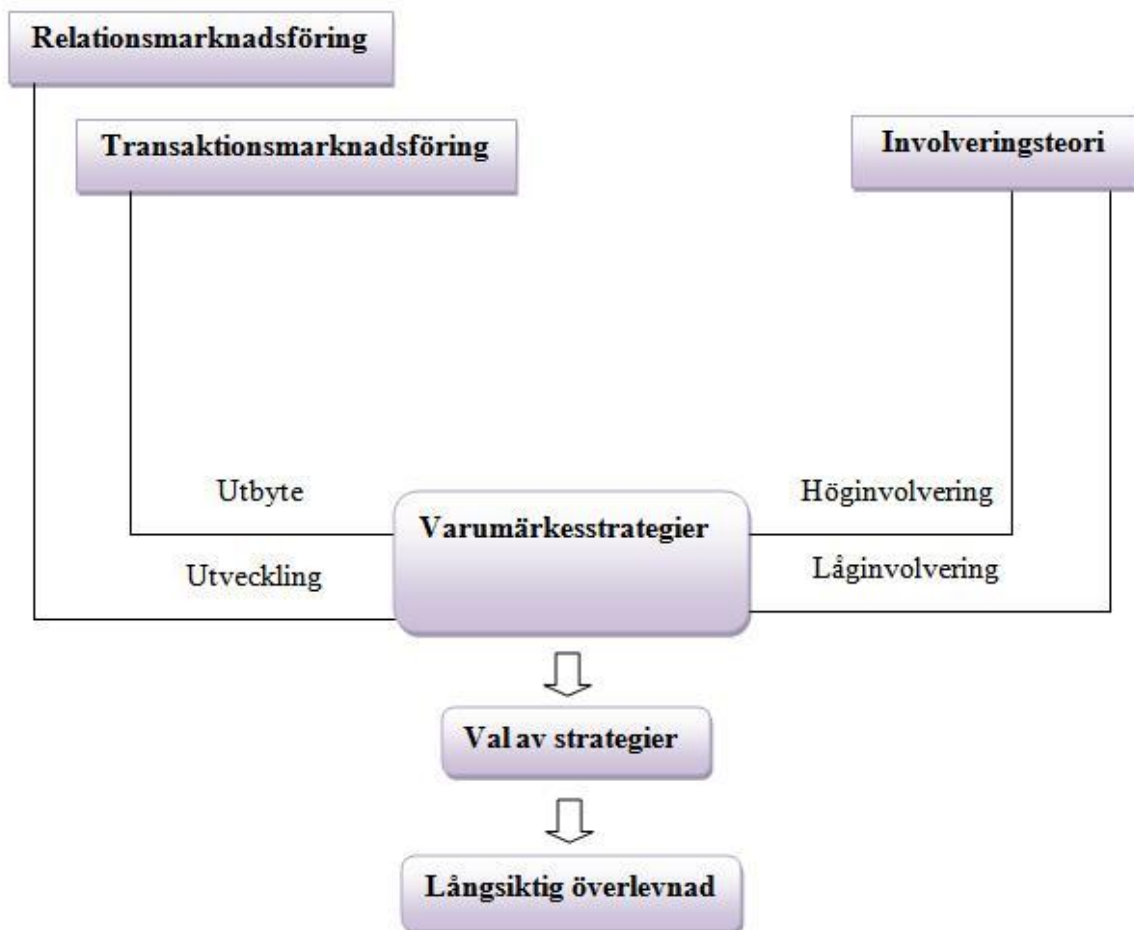 Relationsmarknadsföring
Transaktionsmarknadsföring
Involveringsteori
Utbyte
Höginvolvering
Varumärkesstrategier
Utveckling
Låginvolvering
Val av strategier
Långsiktig överlevnad